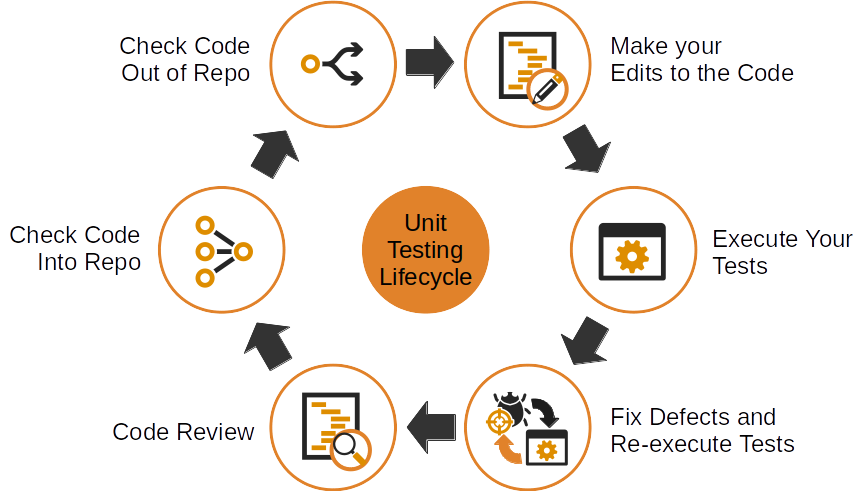 Check Code
Out of Repo
Make your
Edits to the Code
Execute Your
Tests
Fix Defects and
Re-execute Tests
Code Review
Check Code
Into Repo
Unit
Testing
Lifecycle